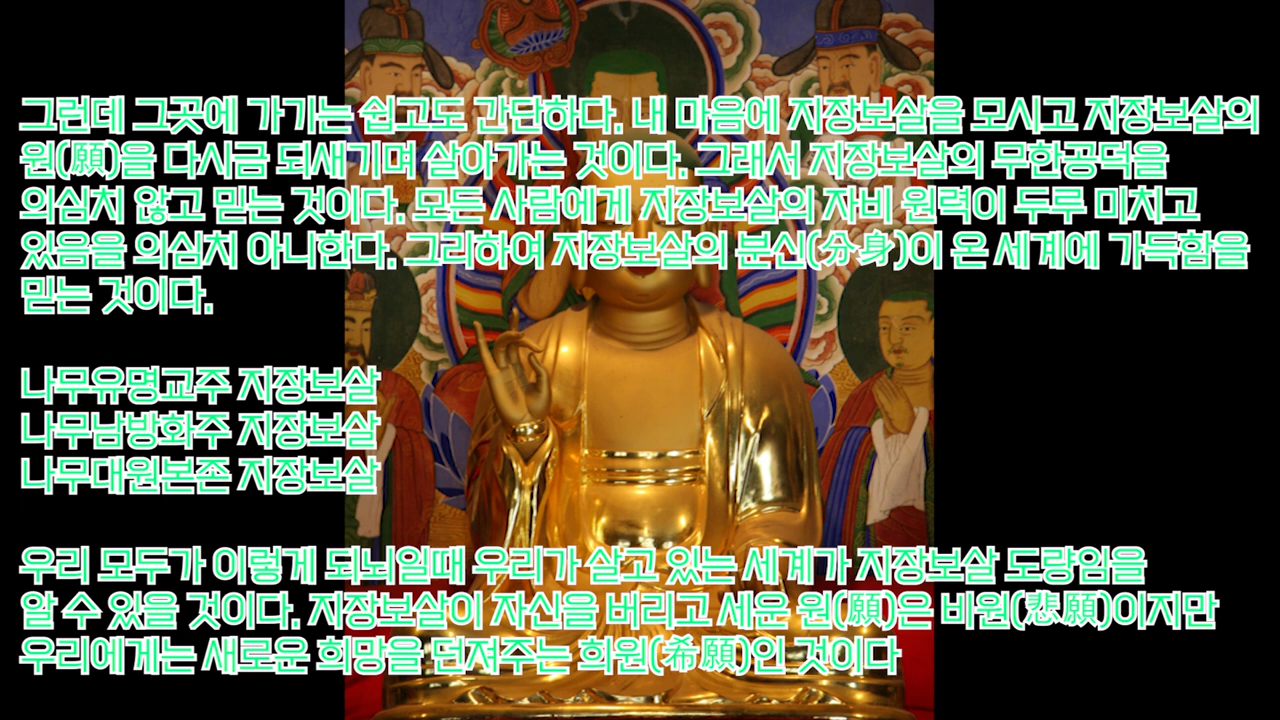 그런데 그곳에 가기는 쉽고도 간단하다. 내 마음에 지장보살을 모시고 지장보살의
원(願)을 다시금 되새기며 살아가는 것이다. 그래서 지장보살의 무한공덕을
의심치 않고 믿는 것이다. 모든 사람에게 지장보살의 자비 원력이 두루 미치고
있음을 의심치 아니한다. 그리하여 지장보살의 분신(分身)이 온 세계에 가득함을
믿는 것이다.
나무유명교주 지장보살
나무남방화주 지장보살
나무대원본존 지장보살
우리 모두가 이렇게 되뇌일때 우리가 살고 있는 세계가 지장보살 도량임을
알 수 있을 것이다. 지장보살이 자신을 버리고 세운 원(願)은 비원(悲願)이지만
우리에게는 새로운 희망을 던져주는 희원(希願)인 것이다